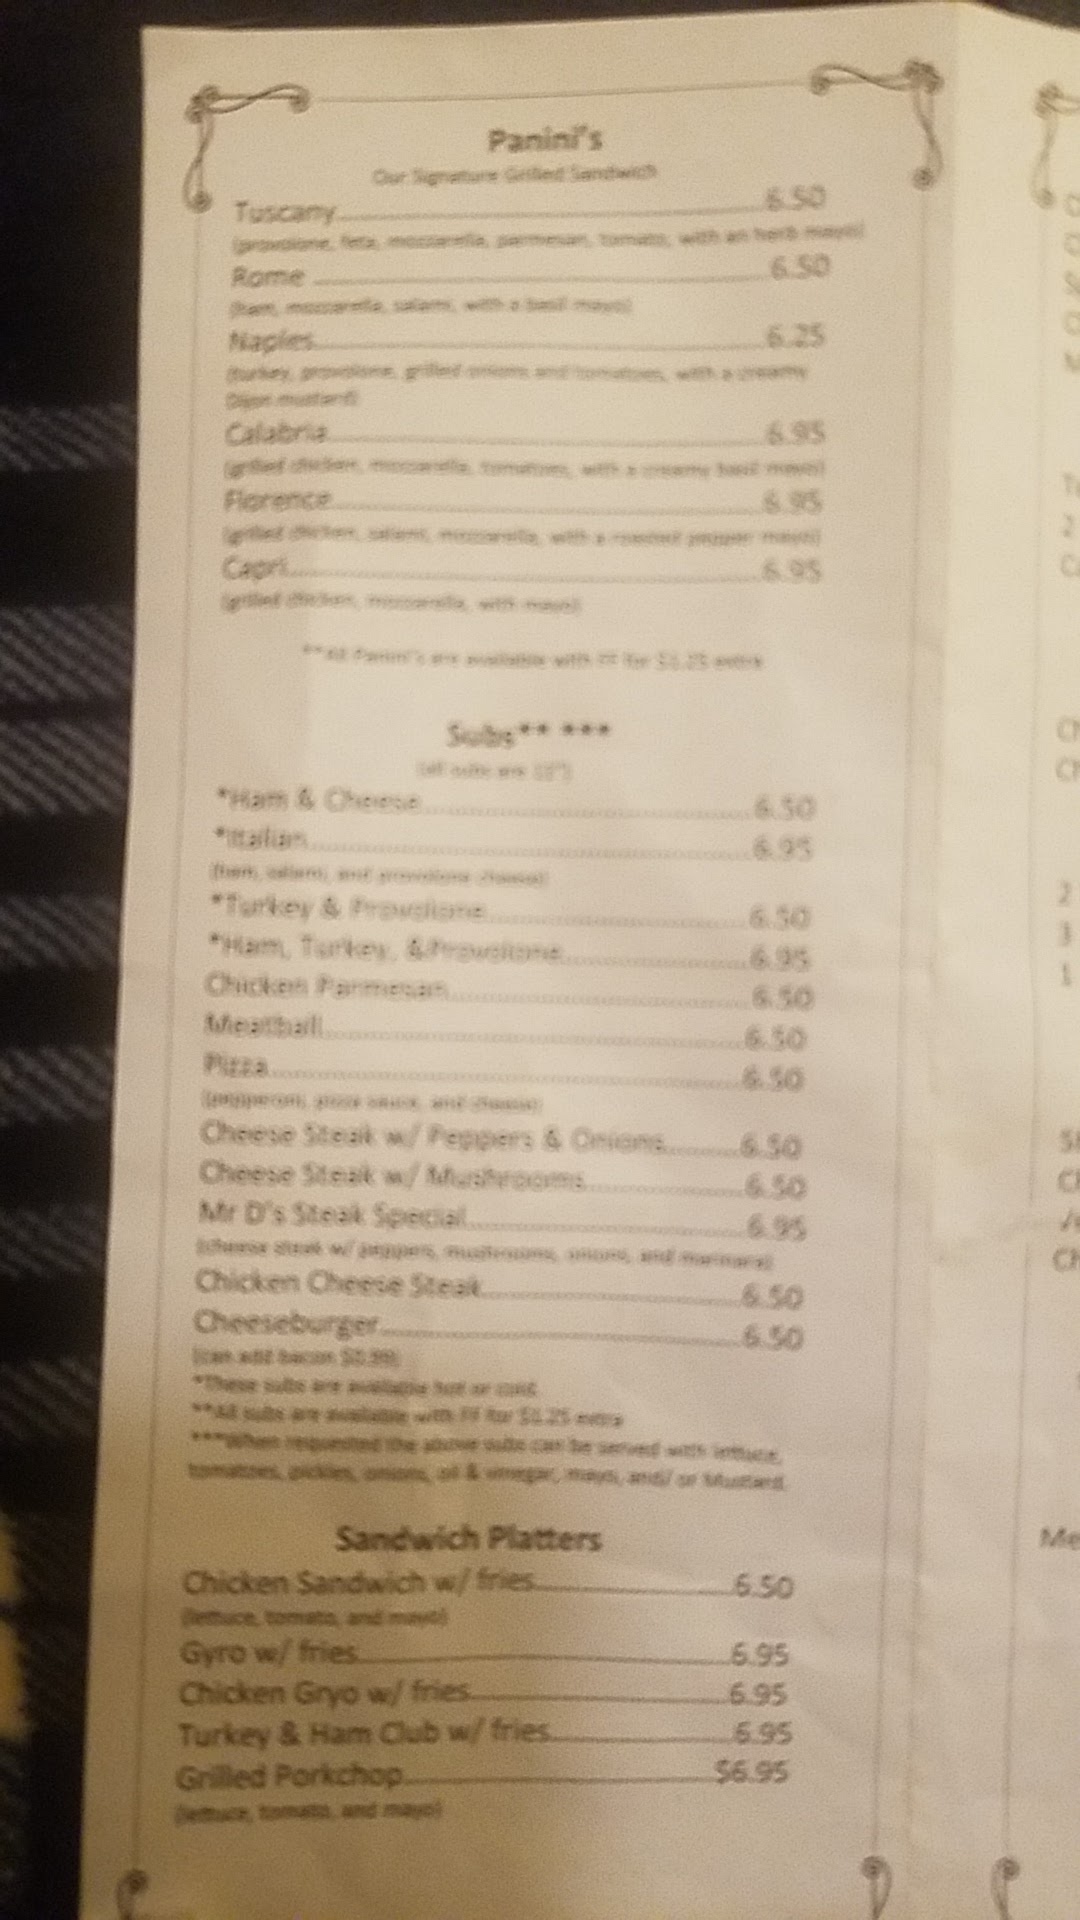 Panini's
Our Signature Grilled Sandwich
Tuscany 6.50
(provolone, feta, mozzarella, parmesan, tomato, with an herb mayo)
Rome 6.50
(ham, mozzarella, salami, with a basil mayo)
Naples 6.25
(turkey, provolone, grilled onions and tomatoes, with a creamy
Dijon mustard)
Calabria 6.95
(grilled chicken, mozzarella, tomatoes, with a creamy basil mayo)
Florence 6.95
(grilled chicken, salami, mozzarella, with a roasted pepper mayo)
Capri 6.95
(grilled chicken, mozzarella, with mayo)
**All Panini's are available with FF for $1.25 extra
Subs** ***
(all subs are
*Ham & Cheese 6.50
*Italian 6.95
(ham, salami, and provolone cheese)
*Turkey & Provolone 6.50
*Ham, Turkey, &Provolone 6.95
Chicken Parmesan 6.50
Meatball 6.50
Pizza 6.50
(pepperoni, pizza sauce, and cheese)
Cheese Steak w/ Peppers & Onions 6.50
Cheese Steak w/ Mushrooms 6.50
Mr D's Steak Special 6.95
(cheese steak w/ peppers, mushrooms, onions, and marinara)
Chicken Cheese Steak 6.50
Cheeseburger 6.50
(can add bacon
*These subs are available hot or cold
**All subs are available with FF for $1.25 extra
***When requested the above subs can be served with lettuce,
tomatoes, pickles, onions, oil & vinegar, mayo, and/ or Mustard
Sandwich Platters
Chicken Sandwich w/ fries 6.50
(lettuce, tomato, and mayo)
Gyro w/ fries 6.95
Chicken Gryo w/ fries 6.95
Turkey & Ham Club w/ fries 6.95
Grilled Porkchop $6.95
(lettuce, tomato, and mayo)